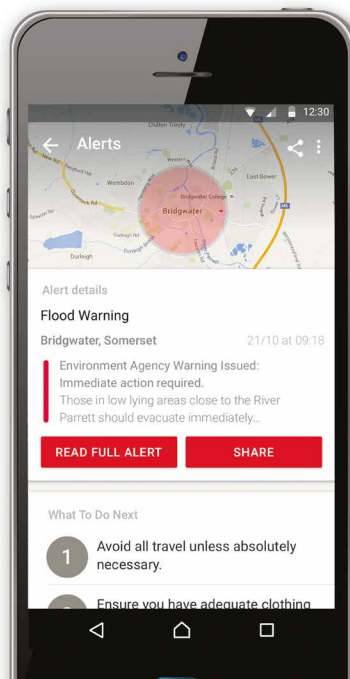 12:30
Alerts
Chilton Trinity
Wembdon
East Bower
Bridgwater College
Bridgwater
Durleigh Rd
Durleigh
M5
Alert details
Flood Warning
Bridgwater, Somerset 21/10 at 09:18
Environment Agency Warning Issued:
Immediate action required.
Those in low lying areas close to the River
Parrett should evacuate immediately...
READ FULL ALERT SHARE
What To Do Next
1 Avoid all travel unless absolutely
necessary.
Ensure you have adequate clothing